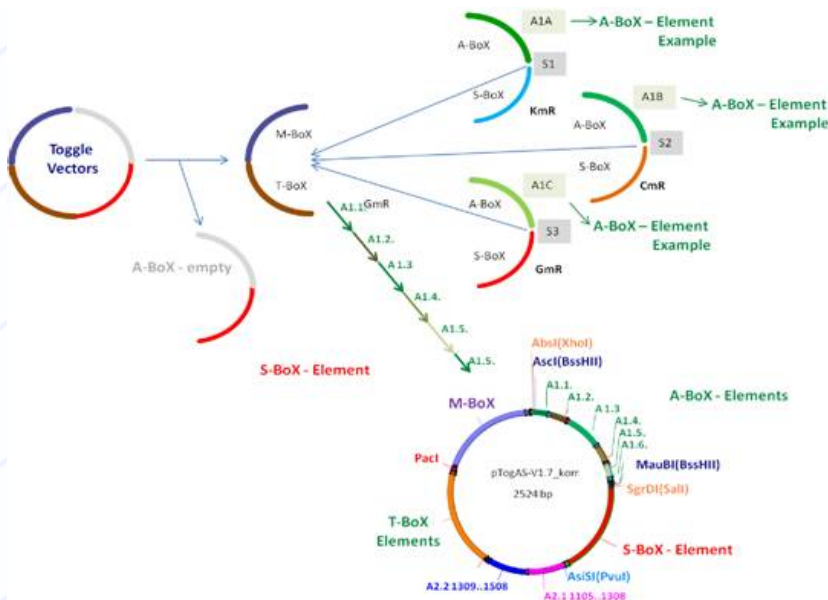 A1A
A-BoX – Element
Example
A-BoX
S1
S-BoX
KmR
A1B
A-BoX – Element
Example
A-BoX
S2
S-BoX
CmR
Toggle
Vectors
M-BoX
T-BoX
GmR
A1C
A-BoX
S3
S-BoX
GmR
A-BoX – Element
Example
A-BoX - empty
A1.1.
A1.2.
A1.3
A1.4.
A1.5.
A1.5.
S-BoX - Element
AbsI(XhoI)
AscI(BssHII)
A1.1.
A1.2.
A1.3
A1.4.
A1.5.
A1.6.
A-BoX - Elements
M-BoX
MauBI(BssHII)
PacI
SgrDI(SalI)
pTogAS-V1.7_korr
2524 bp
T-BoX
Elements
S-BoX - Element
AsiSI(PvuI)
A2.2 1309..1508
A2.1 1105..1308